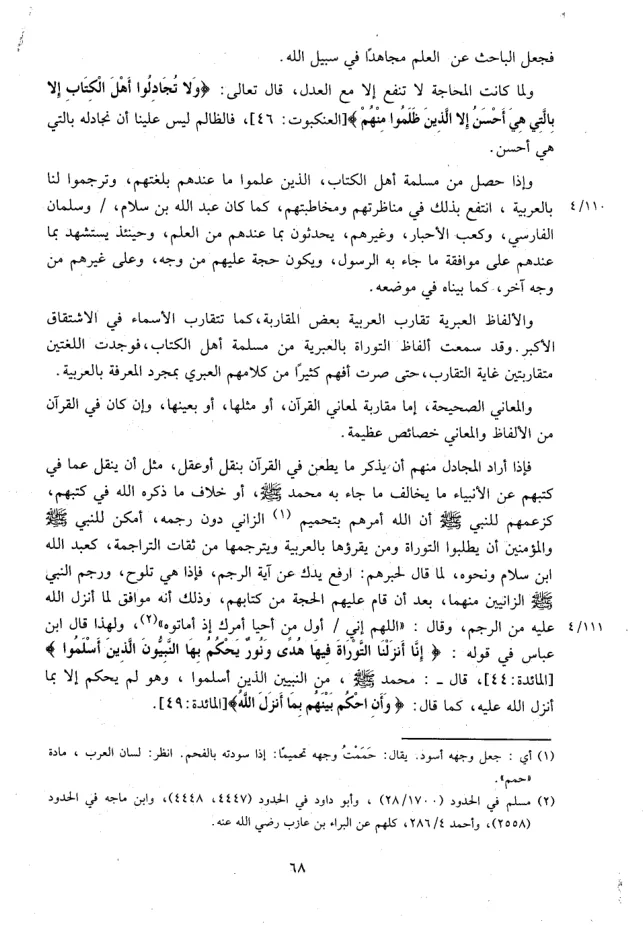 فجعل الباحث عن العلم مجاهدًا في سبيل الله.
ولما كانت المحاجة لا تنفع إلا مع العدل، قال تعالى: ﴿وَلا تُجَادِلُوا أَهْلَ الْكِتَابِ إلا
بِالَّتِي هِيَ أَحْسَنُ إلا الَّذِينَ ظَلَمُوا مِنْهُمْ﴾[العنكبوت: ٤٦]، فالظالم ليس علينا أن نجادله بالتي
هي أحسن.
وإذا حصل من مسلمة أهل الكتاب، الذين علموا ما عندهم بلغتهم، وترجموا لنا
٤/١١٠ بالعربية ، انتفع بذلك في مناظرتهم ومخاطبتهم، كما كان عبد الله بن سلام، / وسلمان
الفارسي، وكعب الأحبار، وغيرهم، يحدثون بما عندهم من العلم، وحينئذ يستشهد بما
عندهم على موافقة ما جاء به الرسول، ويكون حجة عليهم من وجه، وعلى غيرهم من
وجه آخر، كما بيناه في موضعه.
والألفاظ العبرية تقارب العربية بعض المقاربة،كما تتقارب الأسماء في الاشتقاق
الأكبر. وقد سمعت ألفاظ التوراة بالعبرية من مسلمة أهل الكتاب،فوجدت اللغتين
متقاربتين غاية التقارب،حتى صرت أفهم كثيرًا من كلامهم العبري بمجرد المعرفة بالعربية.
والمعاني الصحيحة، إما مقاربة لمعاني القرآن، أو مثلها، أو بعينها، وإن كان في القرآن
من الألفاظ والمعاني خصائص عظيمة.
فإذا أراد المجادل منهم أن يذكر ما يطعن في القرآن بنقل أوعقل، مثل أن ينقل عما في
كتبهم عن الأنبياء ما يخالف ما جاء به محمد ﷺ، أو خلاف ما ذكره الله في كتبهم،
كزعمهم للنبي ﷺ أن الله أمرهم بتحميم (١) الزاني دون رجمه، أمكن للنبي ﷺ
والمؤمنين أن يطلبوا التوراة ومن يقرؤها بالعربية ويترجمها من ثقات التراجمة، كعبد الله
ابن سلام ونحوه، لما قال لحبرهم: ارفع يدك عن آية الرجم، فإذا هي تلوح، ورجم النبي
ﷺ الزانيين منهما، بعد أن قام عليهم الحجة من كتابهم، وذلك أنه موافق لما أنزل الله
٤/١١١ عليه من الرجم، وقال : «اللهم إني / أول من أحيا أمرك إذ أماتوه»(٢)، ولهذا قال ابن
عباس في قوله : ﴿ إِنَّا أَنزَلْنَا التَّوْرَاةَ فِيهَا هُدًى وَنُورٌ يَحْكُمُ بِهَا النَّبِيُّونَ الَّذِينَ أَسْلَمُوا ﴾
[المائدة:٤٤]، قال ـ : محمد ﷺ ، من النبيين الذين أسلموا ، وهو لم يحكم إلا بما
أنزل الله عليه، كما قال: ﴿ وَأَنِ احْكُم بَيْنَهُم بِمَا أَنزَلَ اللَّهُ﴾[المائدة:٤٩].
(١) أي : جعل وجهه أسود. يقال: حَمَمْتُ وجهه تحميمًا: إذا سودته بالفحم. انظر: لسان العرب ، مادة
«حمم».
(٢) مسلم في الحدود (٢٨/١٧٠٠) ، وأبو داود في الحدود (٤٤٤٧، ٤٤٤٨)، وابن ماجه في الحدود
(٢٥٥٨)، وأحمد ٢٨٦/٤، كلهم عن البراء بن عازب رضي الله عنه.
٦٨